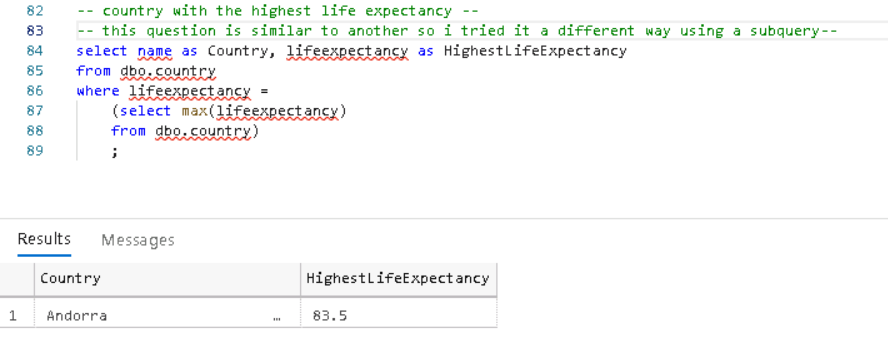 82 -- country with the highest life expectancy --
83 -- this question is similar to another so i tried it a different way using a subquery--
84 select name as Country, lifeexpectancy as HighestLifeExpectancy
85 from dbo.country
86 where lifeexpectancy =
87 (select max(lifeexpectancy)
88 from dbo.country)
89 ;
Results Messages
Country HighestLifeExpectancy
1 Andorra … 83.5